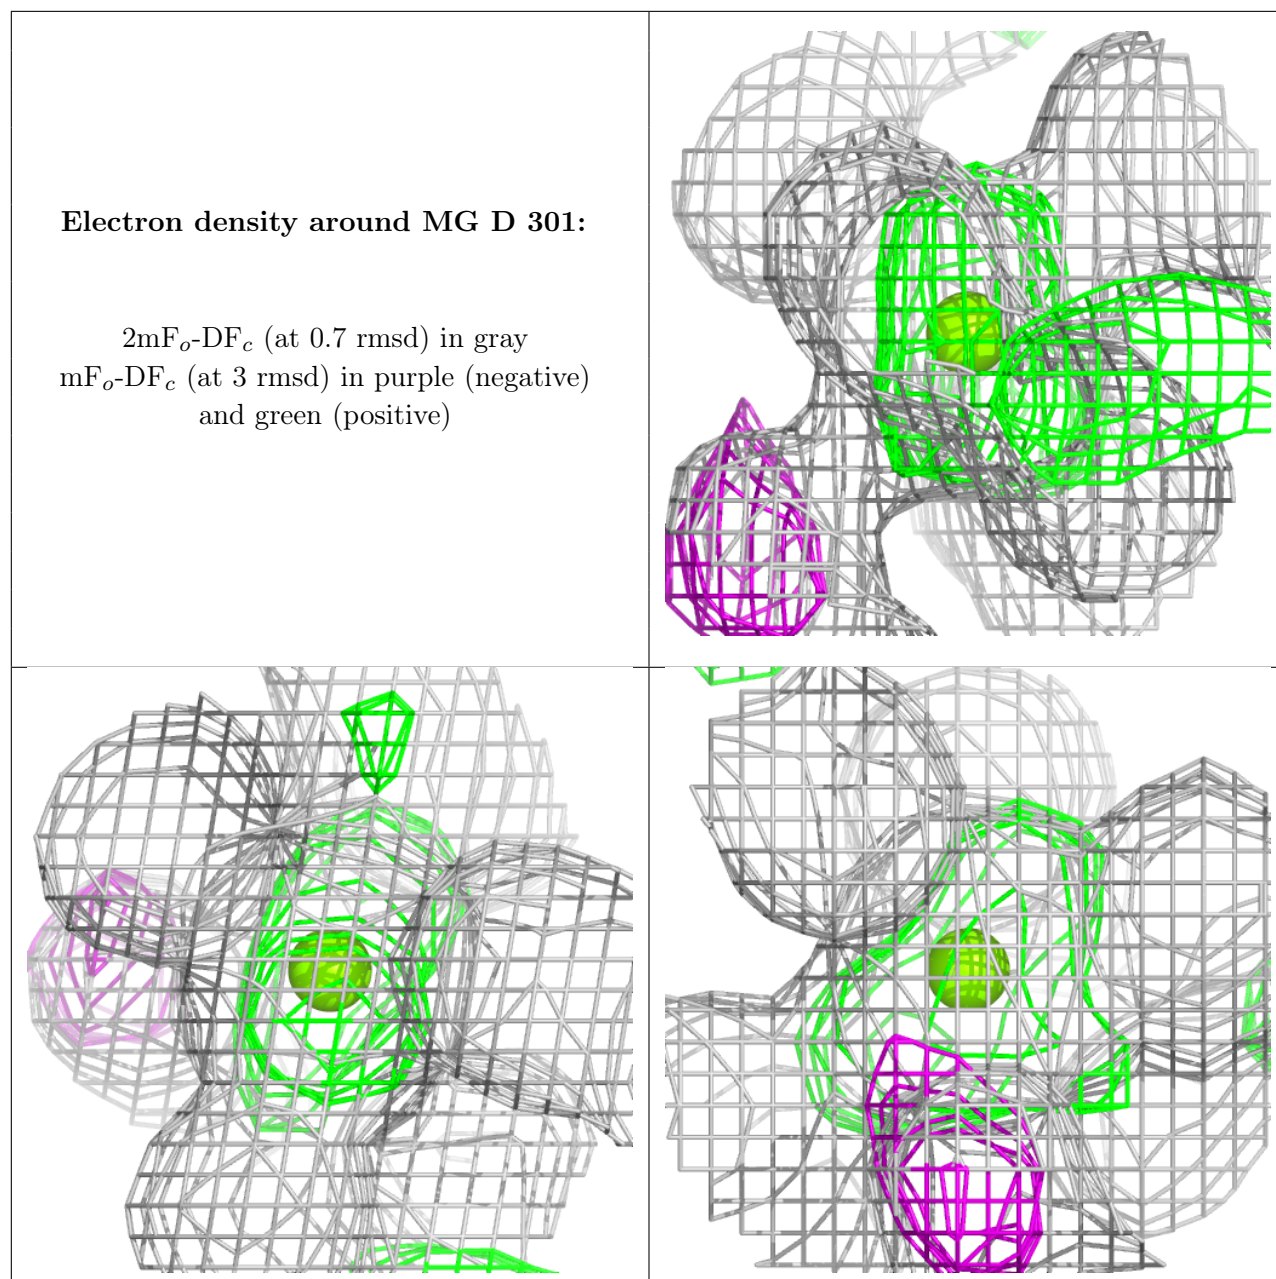 Electron density around MG D 301:
2mFₒ-DF𝒸 (at 0.7 rmsd) in gray
mFₒ-DF𝒸 (at 3 rmsd) in purple (negative)
and green (positive)